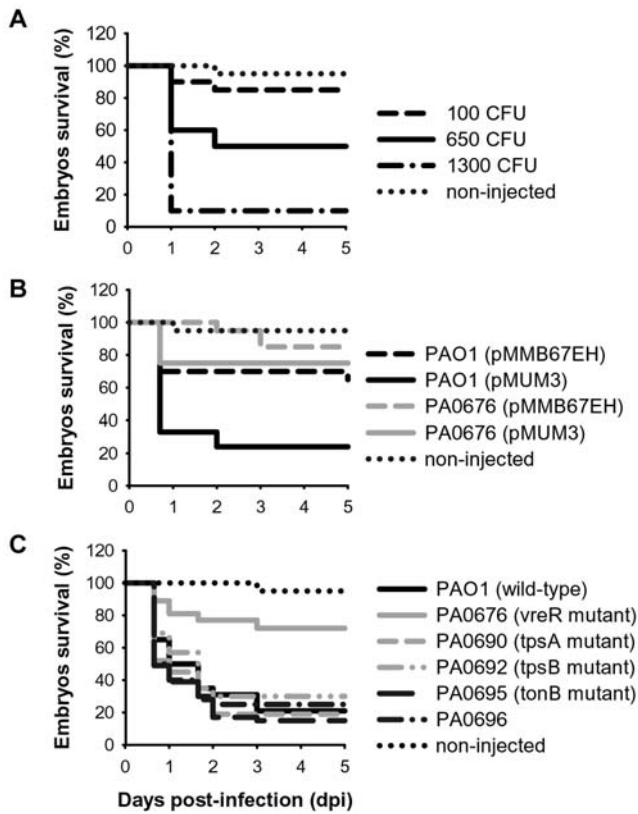 A
Embryos survival (%)
120
100
80
60
40
20
0
0 1 2 3 4 5
100 CFU
650 CFU
1300 CFU
non-injected
B
Embryos survival (%)
120
100
80
60
40
20
0
0 1 2 3 4 5
PAO1 (pMMB67EH)
PAO1 (pMUM3)
PA0676 (pMMB67EH)
PA0676 (pMUM3)
non-injected
C
Embryos survival (%)
120
100
80
60
40
20
0
0 1 2 3 4 5
Days post-infection (dpi)
PAO1 (wild-type)
PA0676 (vreR mutant)
PA0690 (tpsA mutant)
PA0692 (tpsB mutant)
PA0695 (tonB mutant)
PA0696
non-injected